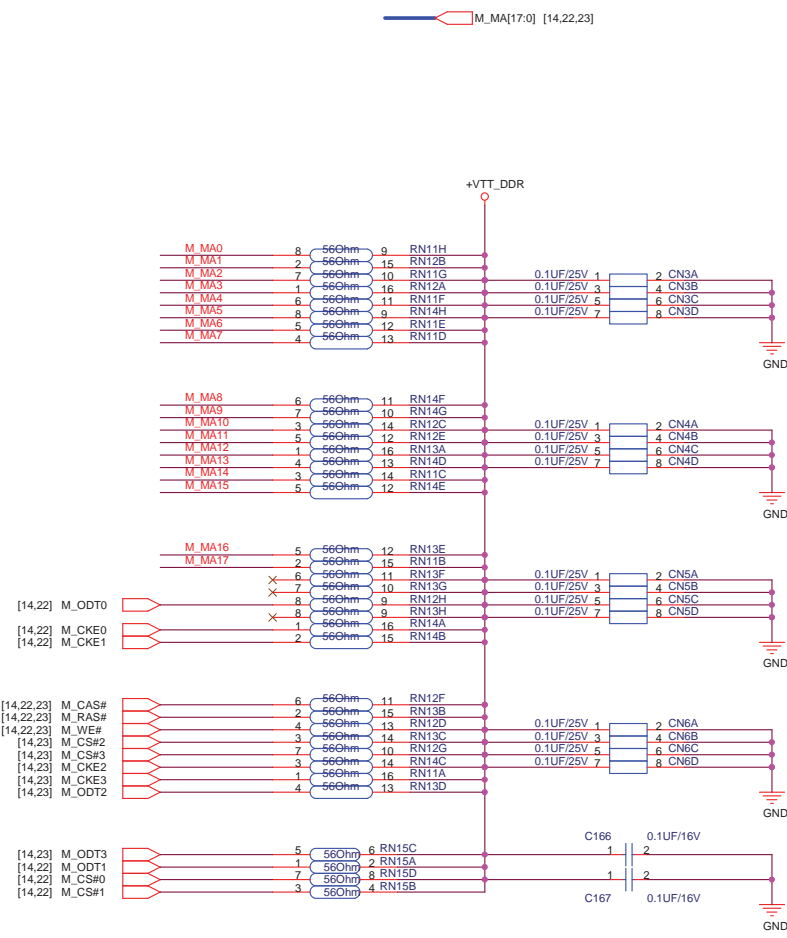 M_MA[17:0] [14,22,23]
+VTT_DDR
M_MA0 8 56Ohm 9 RN11H
M_MA1 2 56Ohm 15 RN12B
M_MA2 7 56Ohm 10 RN11G 0.1UF/25V 1 2 CN3A
M_MA3 1 56Ohm 16 RN12A 0.1UF/25V 3 4 CN3B
M_MA4 6 56Ohm 11 RN11F 0.1UF/25V 5 6 CN3C
M_MA5 8 56Ohm 9 RN14H 0.1UF/25V 7 8 CN3D
M_MA6 5 56Ohm 12 RN11E
M_MA7 4 56Ohm 13 RN11D
GND
M_MA8 6 56Ohm 11 RN14F
M_MA9 7 56Ohm 10 RN14G
M_MA10 3 56Ohm 14 RN12C 0.1UF/25V 1 2 CN4A
M_MA11 5 56Ohm 12 RN12E 0.1UF/25V 3 4 CN4B
M_MA12 1 56Ohm 16 RN13A 0.1UF/25V 5 6 CN4C
M_MA13 4 56Ohm 13 RN14D 0.1UF/25V 7 8 CN4D
M_MA14 3 56Ohm 14 RN11C
M_MA15 5 56Ohm 12 RN14E
GND
M_MA16 5 56Ohm 12 RN13E
M_MA17 2 56Ohm 15 RN11B
6 56Ohm 11 RN13F 0.1UF/25V 1 2 CN5A
7 56Ohm 10 RN13G 0.1UF/25V 3 4 CN5B
[14,22] M_ODT0 8 56Ohm 9 RN12H 0.1UF/25V 5 6 CN5C
8 56Ohm 9 RN13H 0.1UF/25V 7 8 CN5D
[14,22] M_CKE0 1 56Ohm 16 RN14A
[14,22] M_CKE1 2 56Ohm 15 RN14B
GND
[14,22,23] M_CAS# 6 56Ohm 11 RN12F
[14,22,23] M_RAS# 2 56Ohm 15 RN13B
[14,22,23] M_WE# 4 56Ohm 13 RN12D 0.1UF/25V 1 2 CN6A
[14,23] M_CS#2 3 56Ohm 14 RN13C 0.1UF/25V 3 4 CN6B
[14,23] M_CS#3 7 56Ohm 10 RN12G 0.1UF/25V 5 6 CN6C
[14,23] M_CKE2 3 56Ohm 14 RN14C 0.1UF/25V 7 8 CN6D
[14,23] M_CKE3 1 56Ohm 16 RN11A
[14,23] M_ODT2 4 56Ohm 13 RN13D
GND
C166 0.1UF/16V
[14,23] M_ODT3 5 56Ohm 6 RN15C 1 2
[14,22] M_ODT1 1 56Ohm 2 RN15A
[14,22] M_CS#0 7 56Ohm 8 RN15D 1 2
[14,22] M_CS#1 3 56Ohm 4 RN15B
C167 0.1UF/16V
GND